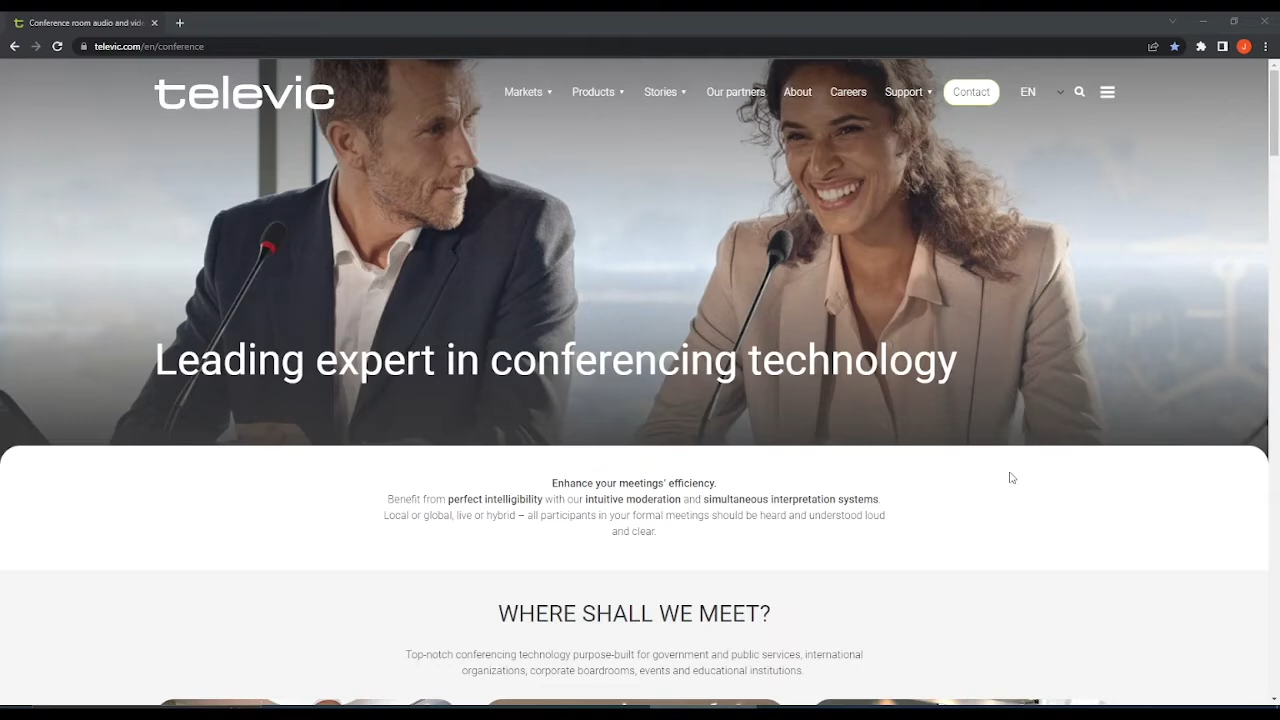 Conference room audio and vide
televic.com/en/conference
J
televic
Markets
Products
Stories
Our partners
About
Careers
Support
Contact
EN
Leading expert in conferencing technology
Enhance your meetings' efficiency.
Benefit from perfect intelligibility with our intuitive moderation and simultaneous interpretation systems.
Local or global, live or hybrid – all participants in your formal meetings should be heard and understood loud
and clear.
WHERE SHALL WE MEET?
Top-notch conferencing technology purpose-built for government and public services, international
organizations, corporate boardrooms, events and educational institutions.